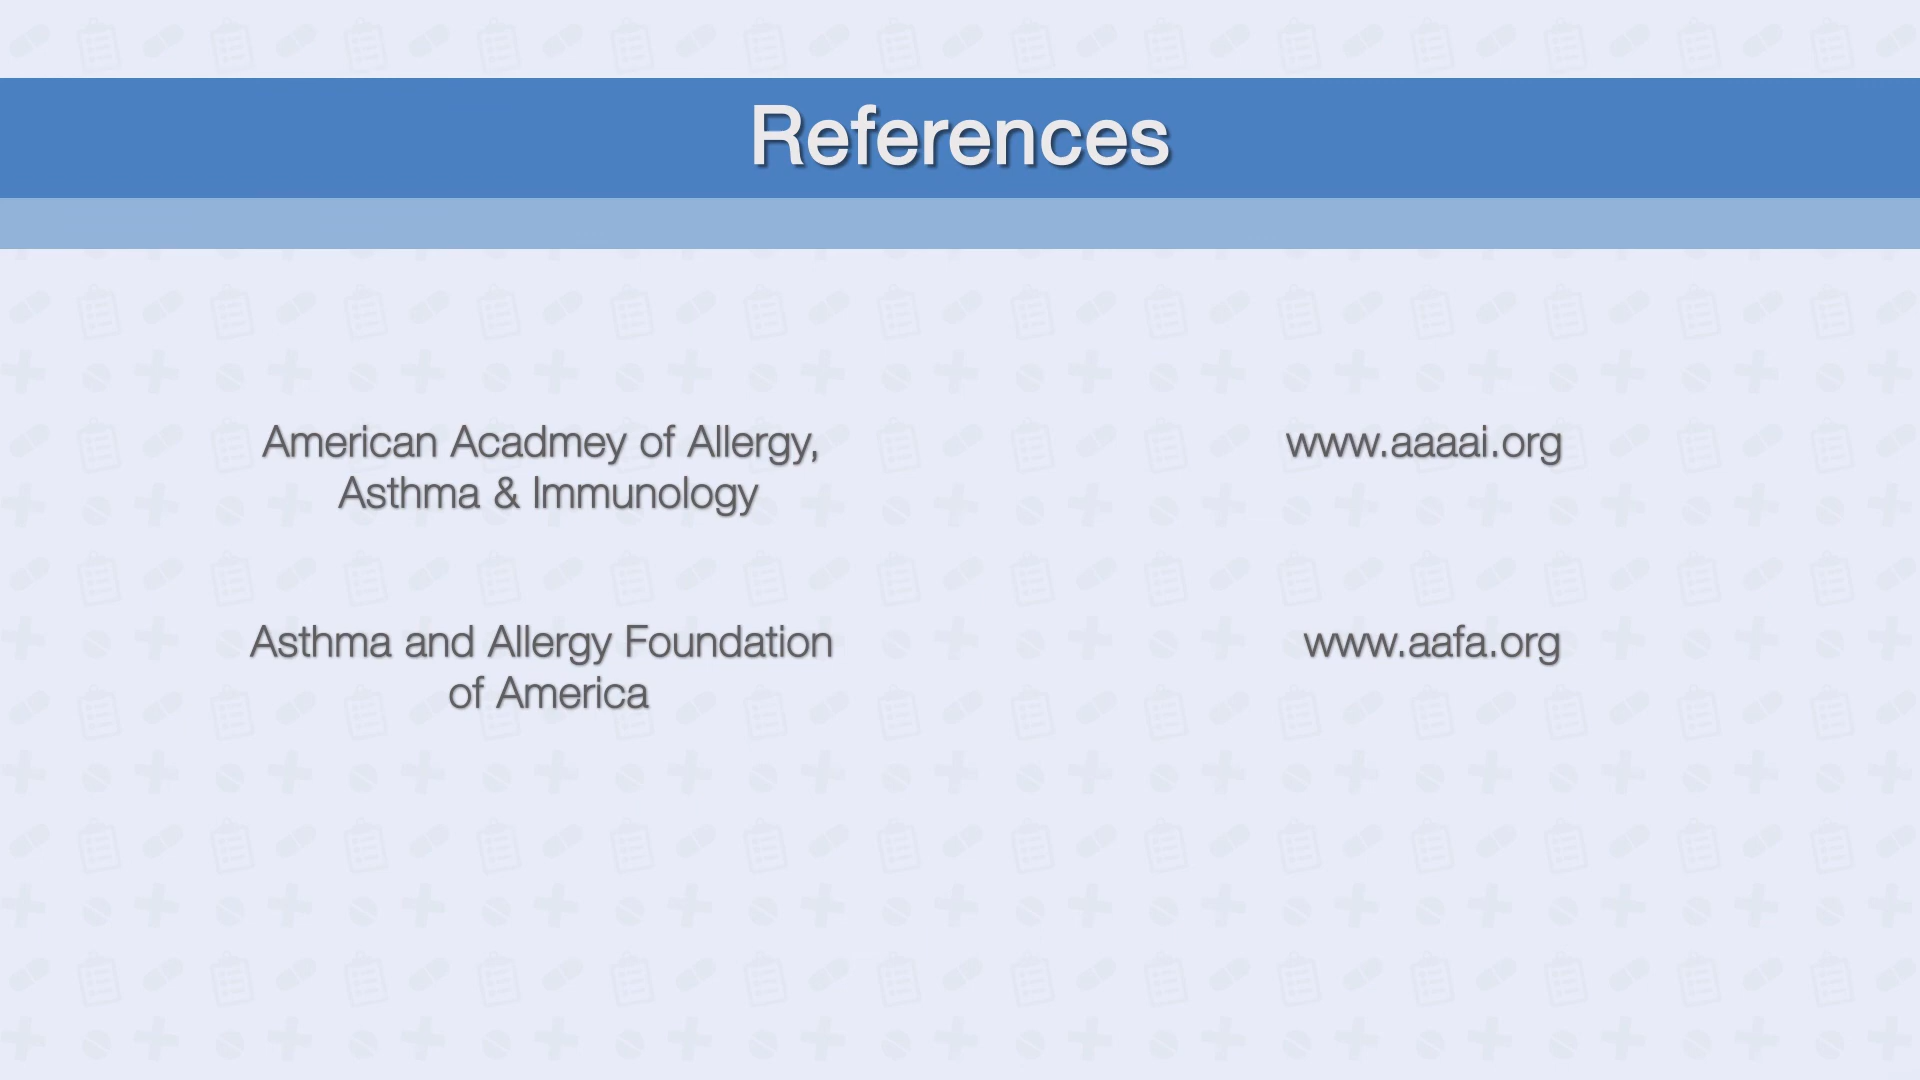 References
American Acadmey of Allergy,
Asthma & Immunology
www.aaaai.org
Asthma and Allergy Foundation
of America
www.aafa.org